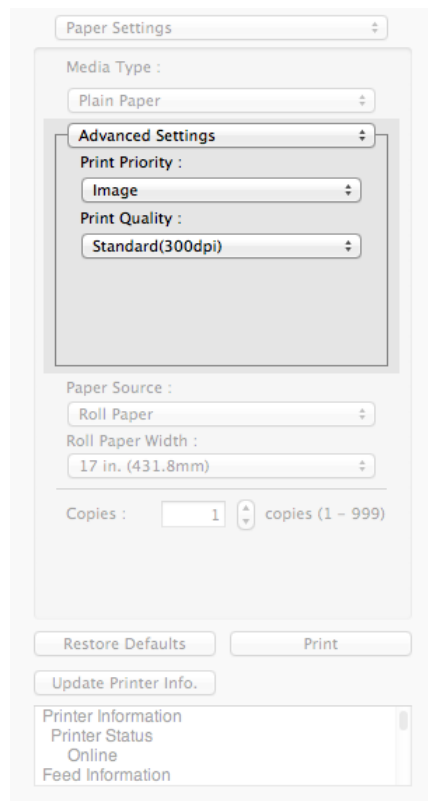 Paper Settings
Media Type :
Plain Paper
Advanced Settings
Print Priority :
Image
Print Quality :
Standard(300dpi)
Paper Source :
Roll Paper
Roll Paper Width :
17 in. (431.8mm)
Copies : 1 copies (1 – 999)
Restore Defaults Print
Update Printer Info.
Printer Information
Printer Status
Online
Feed Information